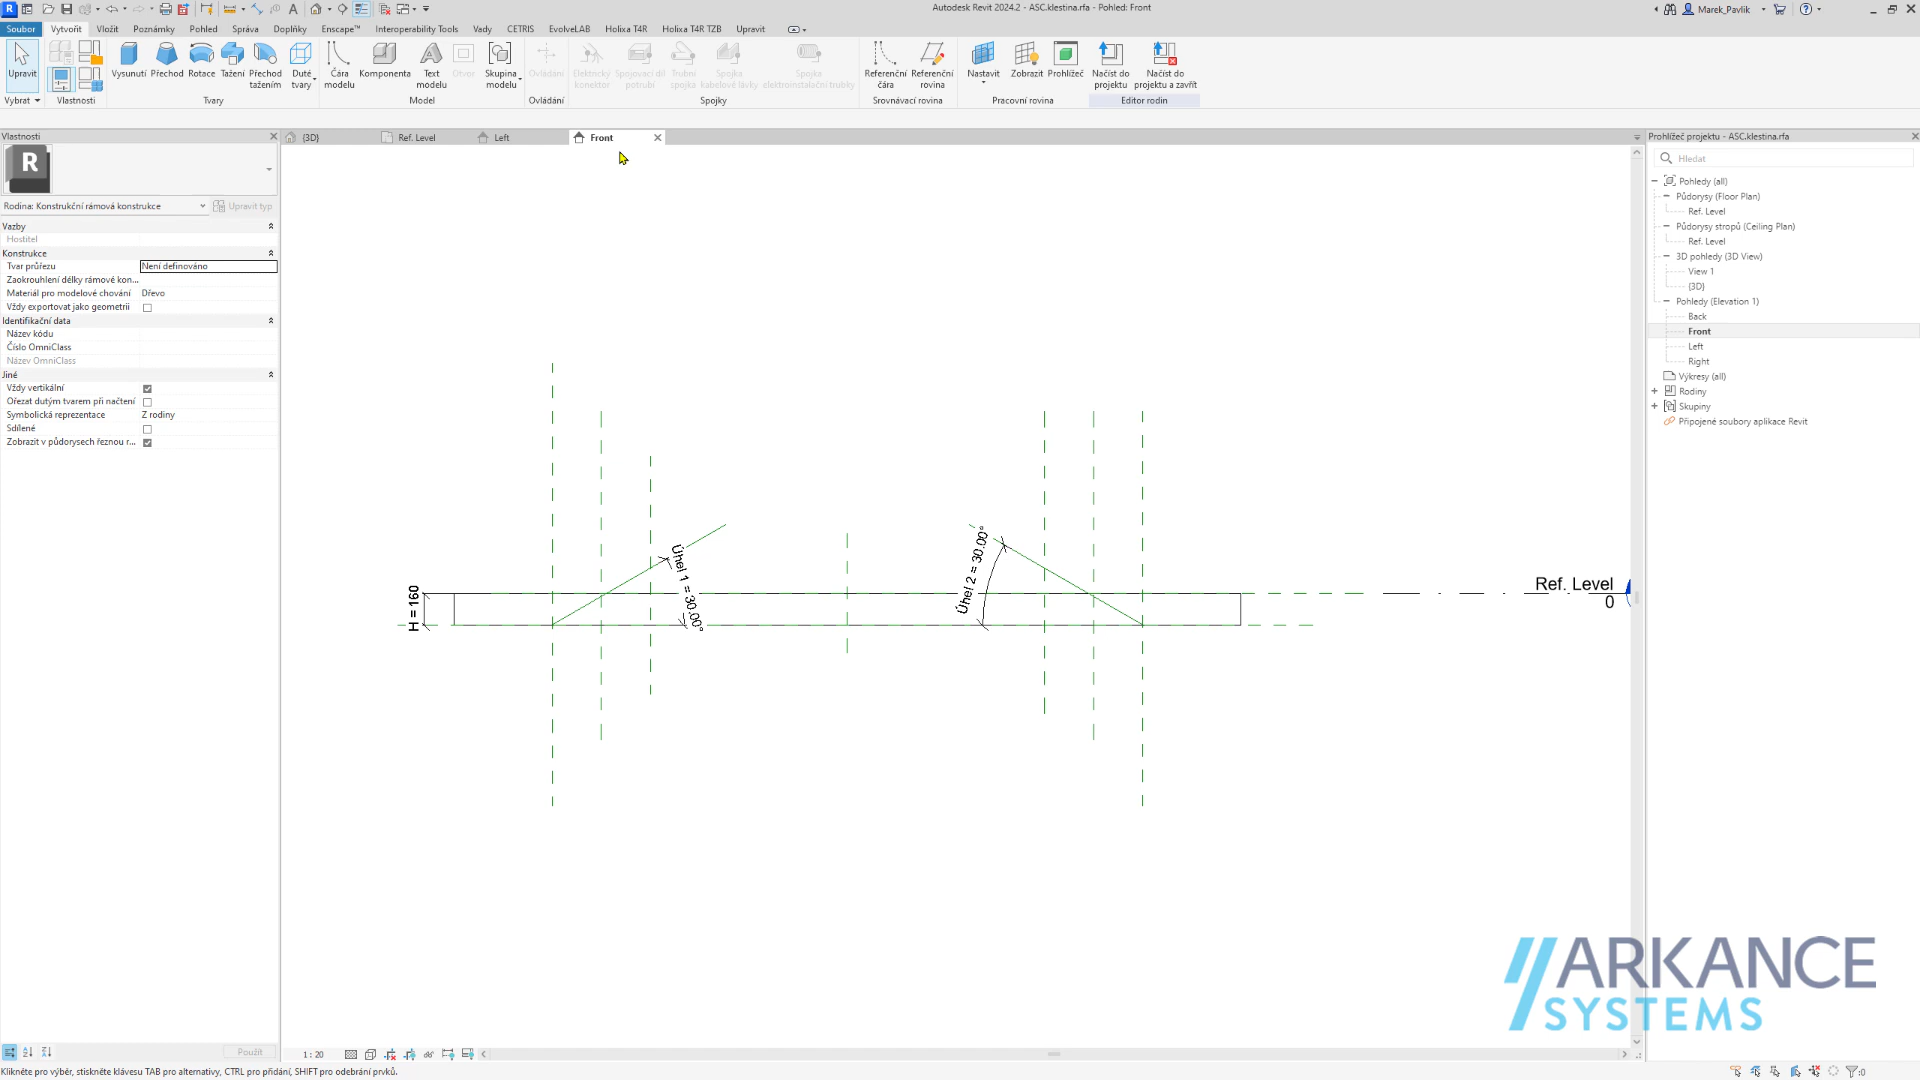 Autodesk Revit 2024.2 - ASC.klestina.rfa - Pohled: Front
Marek_Pavlik
Soubor Vytvořit Vložit Poznámky Pohled Správa Doplňky Enscape™ Interoperability Tools Vady CETRIS EvolveLAB Holixa T4R Holixa T4R TZB Upravit
Upravit
Vysunutí
Přechod
Rotace
Tažení
Přechod tažením
Duté tvary
Čára modelu
Komponenta
Text modelu
Otvor
Skupina modelu
Ovládání
Elektrický konektor
Spojovací díl potrubí
Trubní spojka
Spojka kabelové lávky
Spojka elektroinstalační trubky
Referenční čára
Referenční rovina
Nastavit
Zobrazit
Prohlížeč
Načíst do projektu
Načíst do projektu a zavřít
Vybrat Vlastnosti Tvary Model Ovládání Spojky Srovnávací rovina Pracovní rovina Editor rodin
Vlastnosti
R
Rodina: Konstrukční rámová konstrukce
Upravit typ
Vazby
Hostitel
Konstrukce
Tvar průřezu Není definováno
Zaokrouhlení délky rámové kon...
Materiál pro modelové chování Dřevo
Vždy exportovat jako geometrii
Identifikační data
Název kódu
Číslo OmniClass
Název OmniClass
Jiné
Vždy vertikální
Ořezat dutým tvarem při načtení
Symbolická reprezentace Z rodiny
Sdílené
Zobrazit v půdorysech řeznou r...
Použít
{3D} Ref. Level Left Front
H = 160
Úhel 1 = 30.00°
Úhel 2 = 30.00°
Ref. Level
0
1 : 20
Prohlížeč projektu - ASC.klestina.rfa
Hledat
Pohledy (all)
Půdorysy (Floor Plan)
Ref. Level
Půdorysy stropů (Ceiling Plan)
Ref. Level
3D pohledy (3D View)
View 1
{3D}
Pohledy (Elevation 1)
Back
Front
Left
Right
Výkresy (all)
Rodiny
Skupiny
Připojené soubory aplikace Revit
ARKANCE
SYSTEMS
Klikněte pro výběr, stiskněte klávesu TAB pro alternativy, CTRL pro přidání, SHIFT pro odebrání prvků.
:0